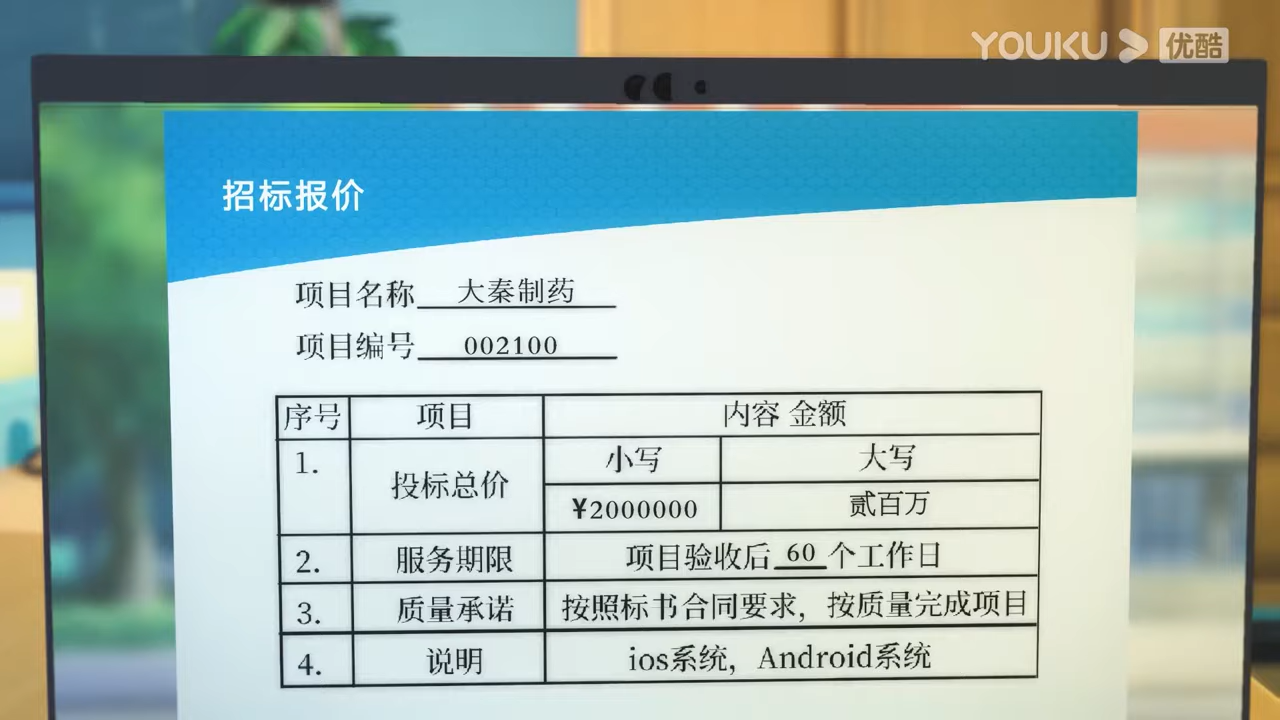 YOUKU 优酷
招标报价
项目名称 大秦制药
项目编号 002100
序号 项目 内容 金额
1. 投标总价 小写 大写
¥2000000 贰百万
2. 服务期限 项目验收后 60 个工作日
3. 质量承诺 按照标书合同要求，按质量完成项目
4. 说明 ios系统，Android系统